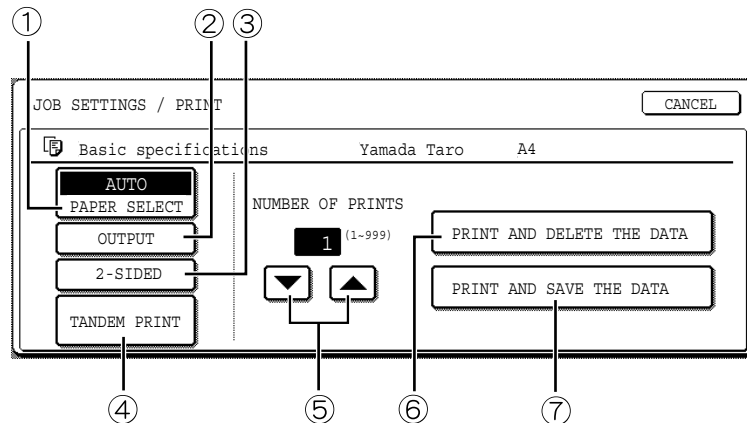 ① ② ③
JOB SETTINGS / PRINT CANCEL
Basic specifications Yamada Taro A4
AUTO
PAPER SELECT
OUTPUT
2-SIDED
TANDEM PRINT
NUMBER OF PRINTS
1 (1~999)
PRINT AND DELETE THE DATA
PRINT AND SAVE THE DATA
④ ⑤ ⑥ ⑦